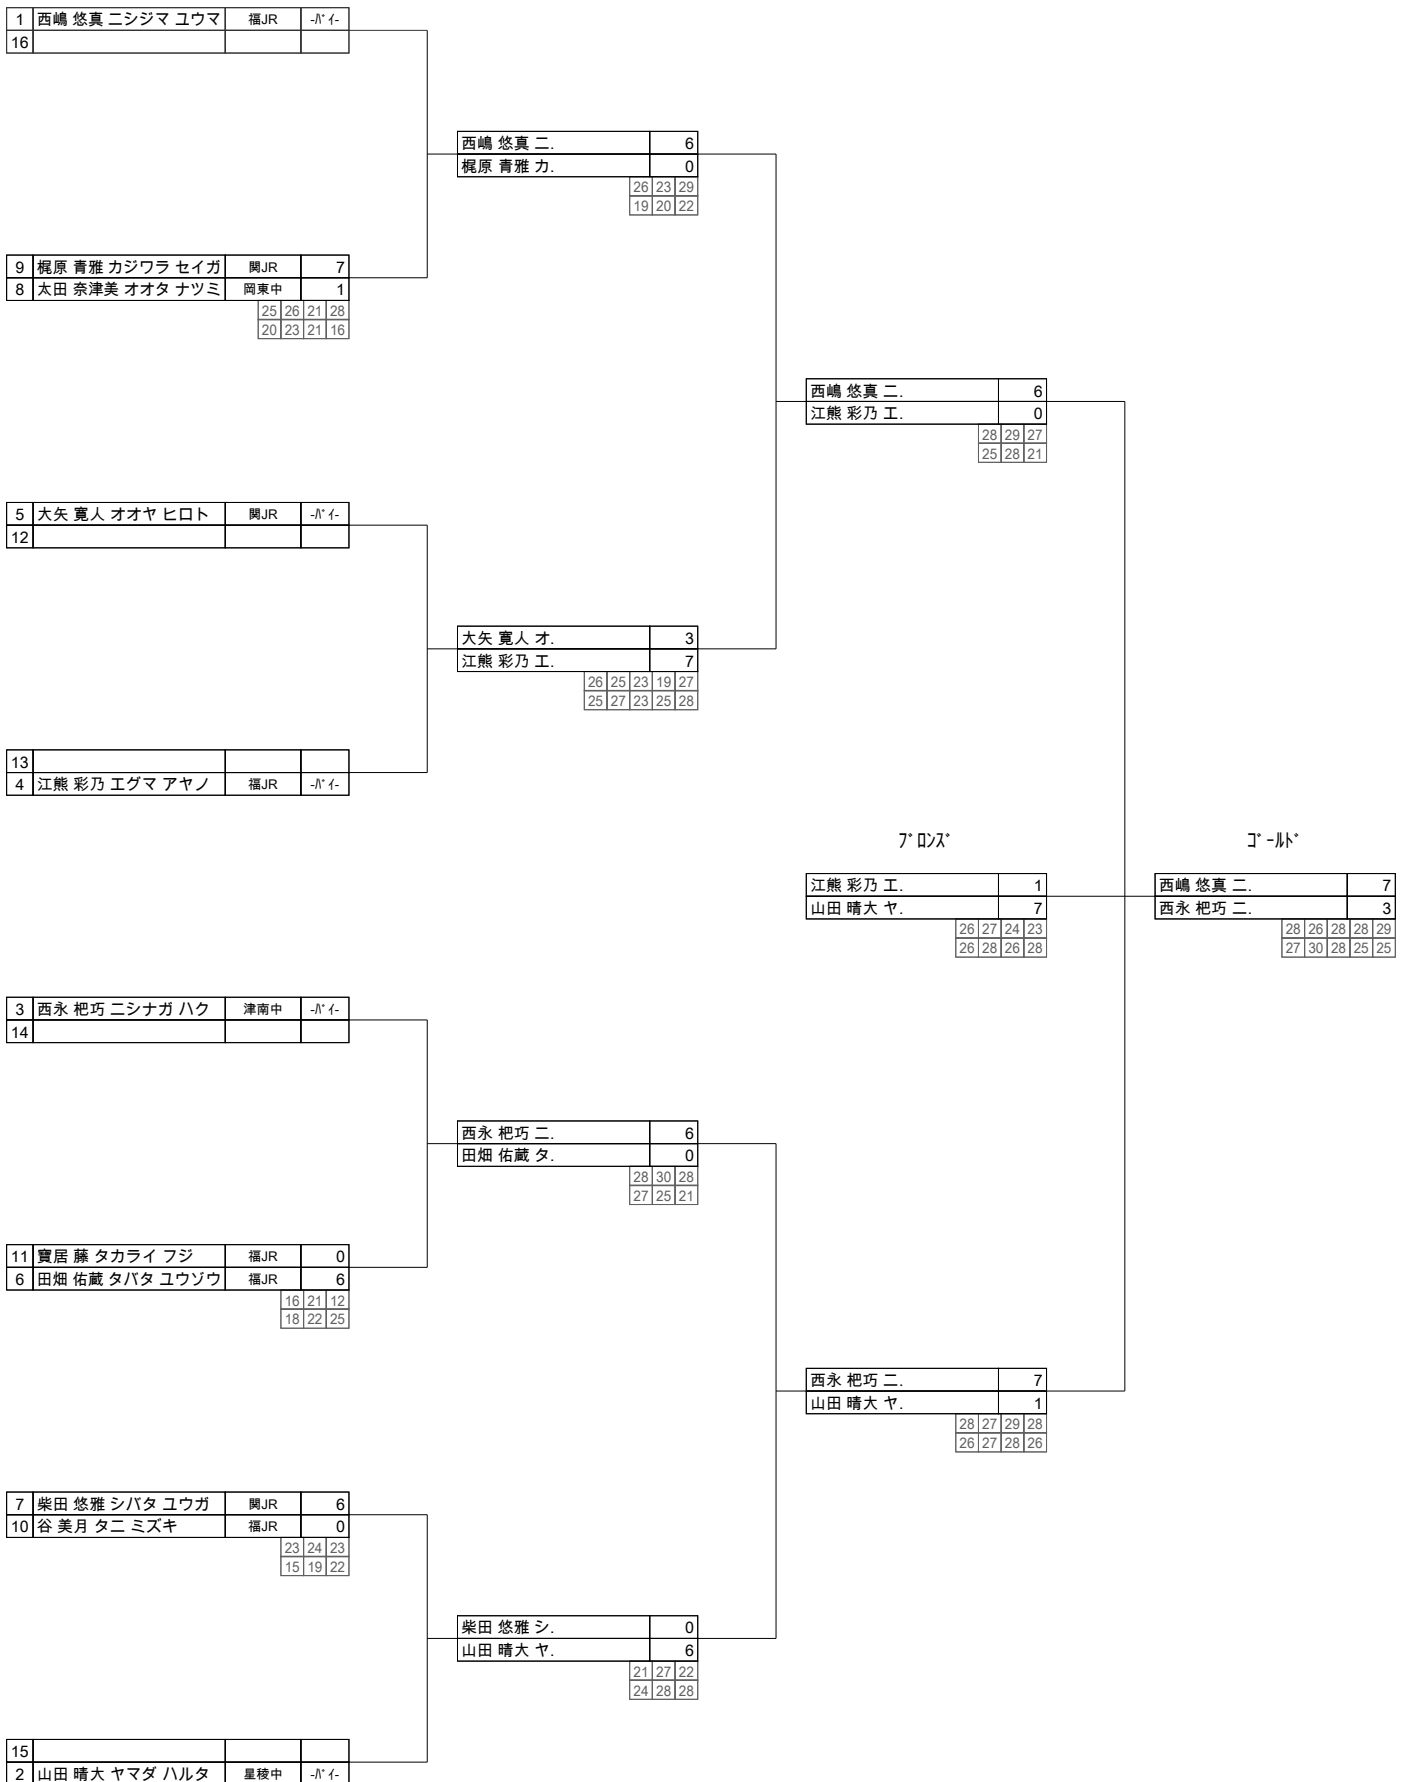 1 西嶋 悠真 ニシジマ ユウマ 福JR -ﾊﾞｲ-
16
西嶋 悠真 ニ. 6
梶原 青雅 カ. 0
26 23 29
19 20 22
9 梶原 青雅 カジワラ セイガ 関JR 7
8 太田 奈津美 オオタ ナツミ 岡東中 1
25 26 21 28
20 23 21 16
西嶋 悠真 ニ. 6
江熊 彩乃 エ. 0
28 29 27
25 28 21
5 大矢 寛人 オオヤ ヒロト 関JR -ﾊﾞｲ-
12
大矢 寛人 オ. 3
江熊 彩乃 エ. 7
26 25 23 19 27
25 27 23 25 28
13
4 江熊 彩乃 エグマ アヤノ 福JR -ﾊﾞｲ-
ﾌﾞﾛﾝｽﾞ ｺﾞｰﾙﾄﾞ
江熊 彩乃 エ. 1
山田 晴大 ヤ. 7
26 27 24 23
26 28 26 28
西嶋 悠真 ニ. 7
西永 杷巧 ニ. 3
28 26 28 28 29
27 30 28 25 25
3 西永 杷巧 ニシナガ ハク 津南中 -ﾊﾞｲ-
14
西永 杷巧 ニ. 6
田畑 佑蔵 タ. 0
28 30 28
27 25 21
11 寶居 藤 タカライ フジ 福JR 0
6 田畑 佑蔵 タバタ ユウゾウ 福JR 6
16 21 12
18 22 25
西永 杷巧 ニ. 7
山田 晴大 ヤ. 1
28 27 29 28
26 27 28 26
7 柴田 悠雅 シバタ ユウガ 関JR 6
10 谷 美月 タニ ミズキ 福JR 0
23 24 23
15 19 22
柴田 悠雅 シ. 0
山田 晴大 ヤ. 6
21 27 22
24 28 28
15
2 山田 晴大 ヤマダ ハルタ 星稜中 -ﾊﾞｲ-